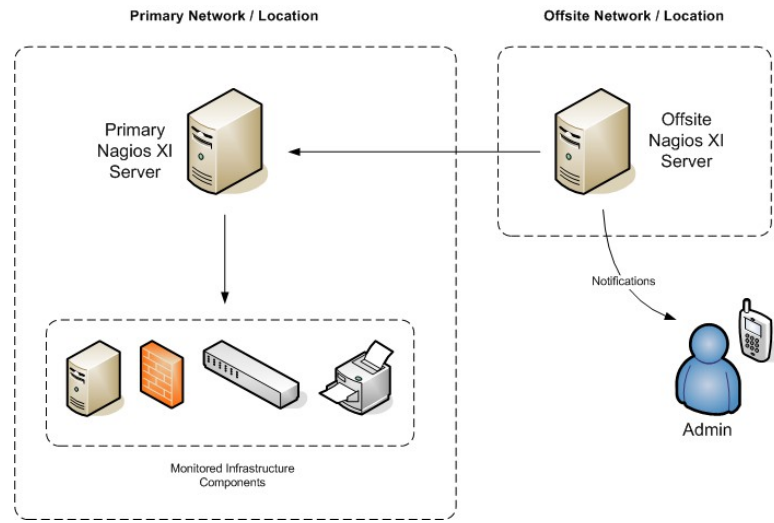 Primary Network / Location
Offsite Network / Location
Primary
Nagios XI
Server
Offsite
Nagios XI
Server
Notifications
Admin
Monitored Infrastructure
Components